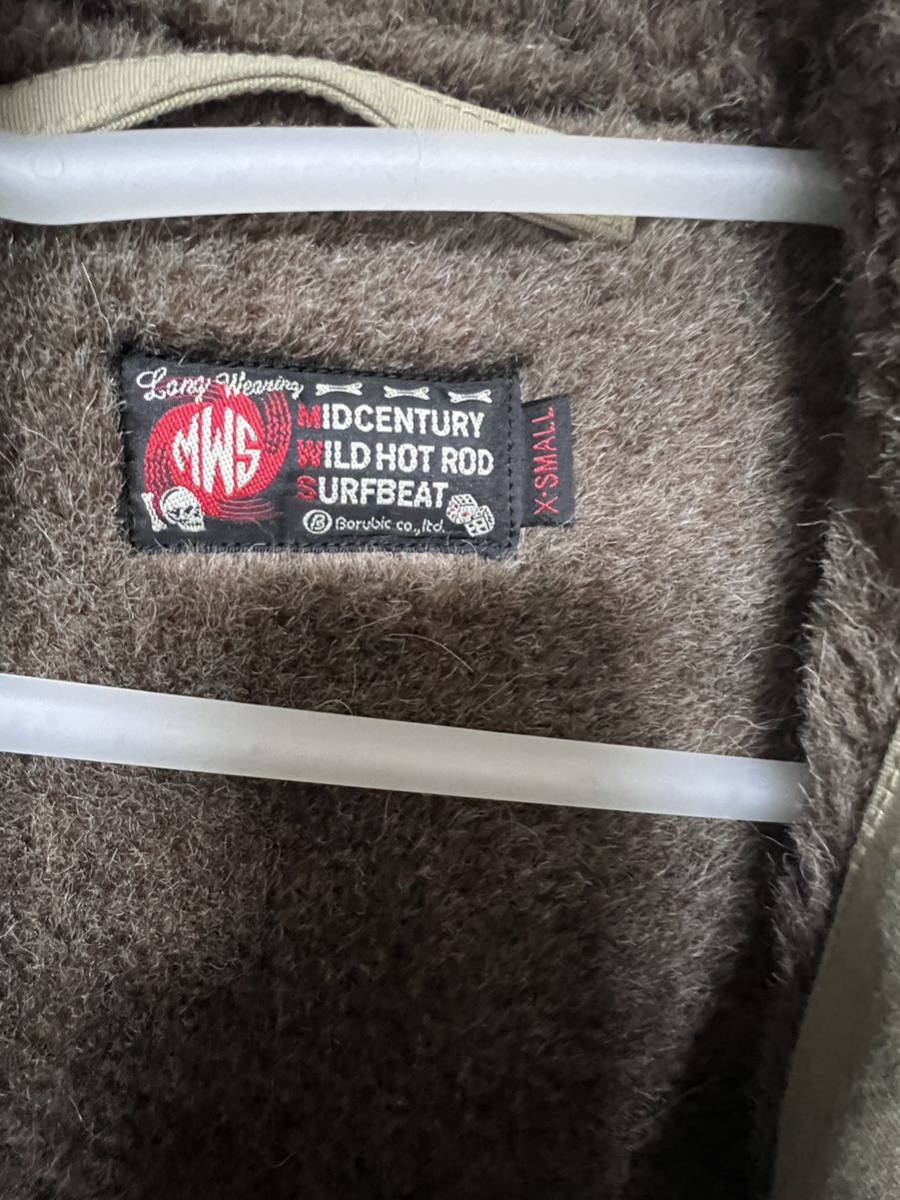 Long Wearing
MWS
MIDCENTURY
WILD HOT ROD
SURFBEAT
B Borubic co.,ltd.
X-SMALL